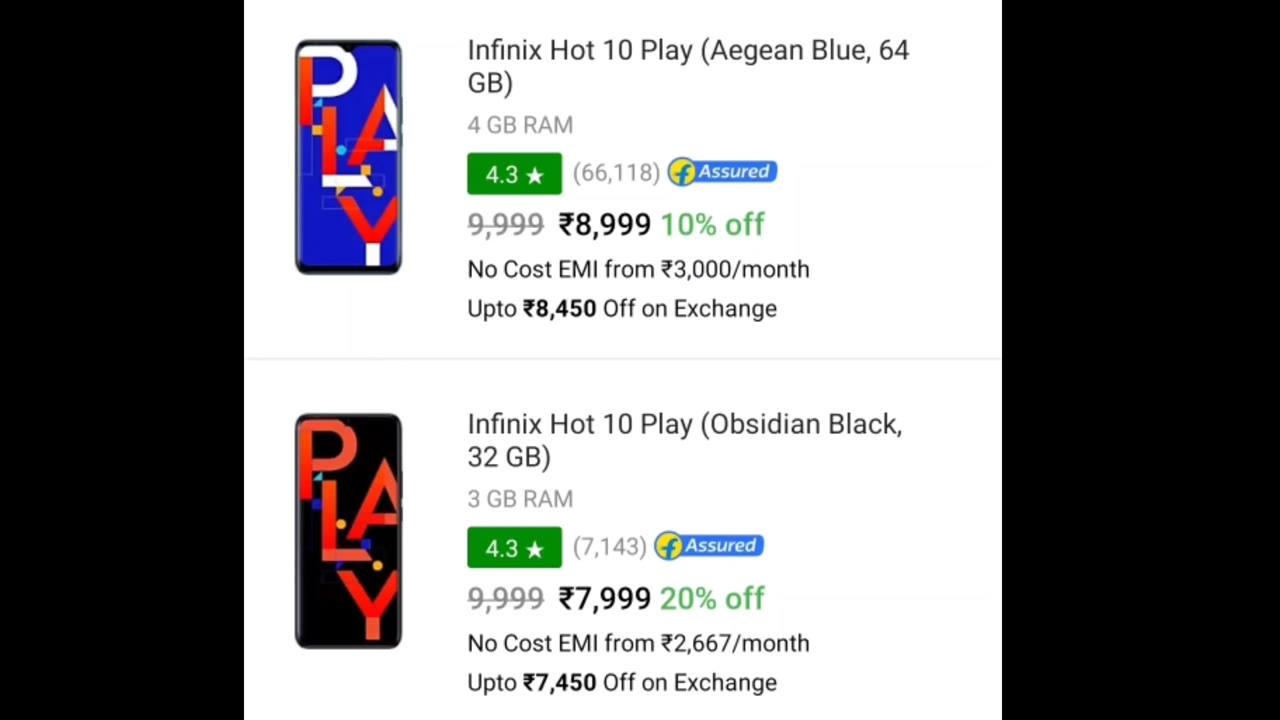 PLAY
Infinix Hot 10 Play (Aegean Blue, 64
GB)
4 GB RAM
4.3 ★ (66,118) f Assured
9,999 ₹8,999 10% off
No Cost EMI from ₹3,000/month
Upto ₹8,450 Off on Exchange
PLAY
Infinix Hot 10 Play (Obsidian Black,
32 GB)
3 GB RAM
4.3 ★ (7,143) f Assured
9,999 ₹7,999 20% off
No Cost EMI from ₹2,667/month
Upto ₹7,450 Off on Exchange